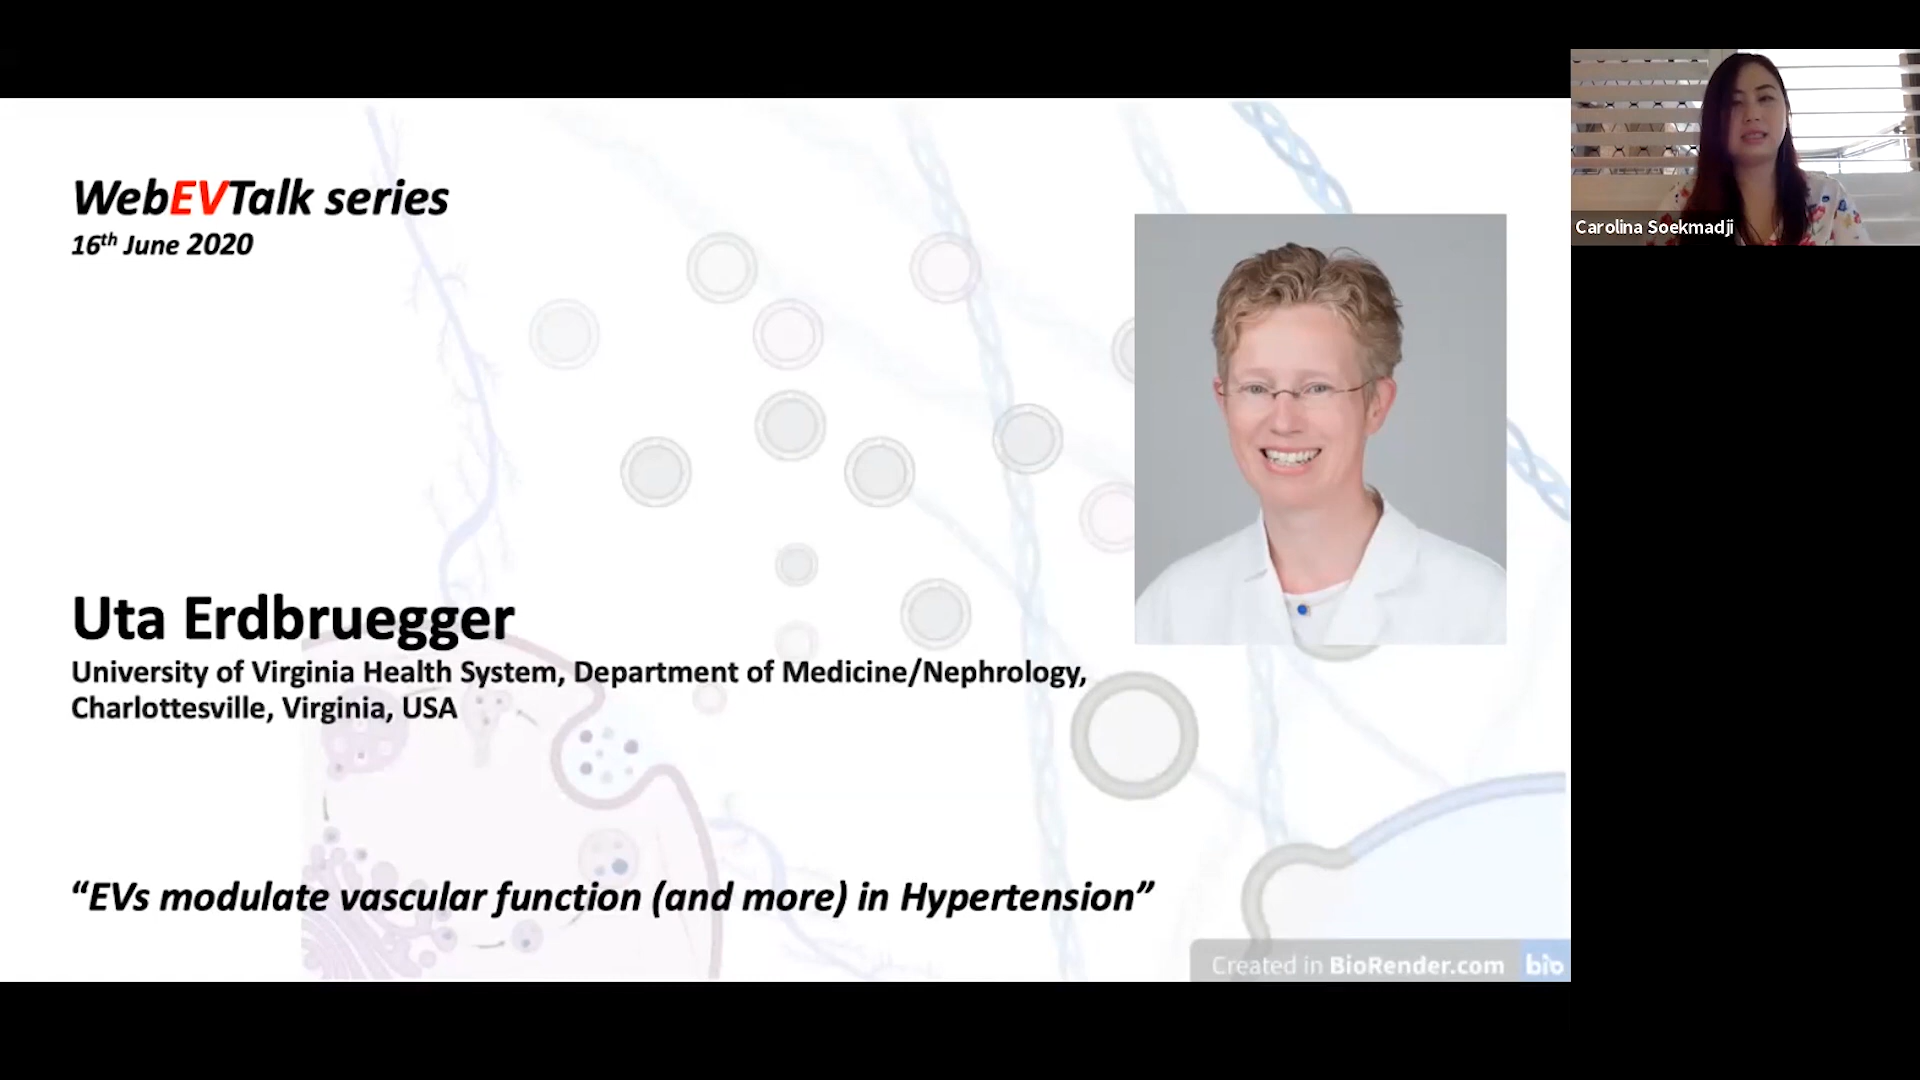 WebEVTalk series
16th June 2020
Uta Erdbruegger
University of Virginia Health System, Department of Medicine/Nephrology,
Charlottesville, Virginia, USA
“EVs modulate vascular function (and more) in Hypertension”
Created in BioRender.com bio
Carolina Soekmadji